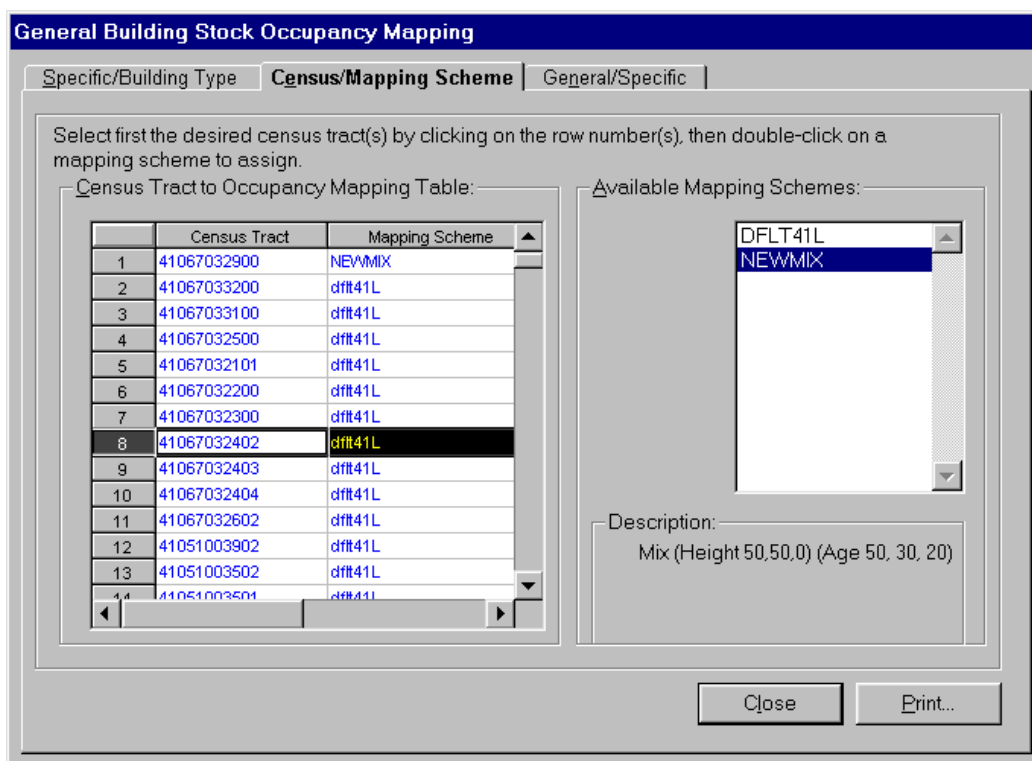 General Building Stock Occupancy Mapping
Specific/Building Type Census/Mapping Scheme General/Specific
Select first the desired census tract(s) by clicking on the row number(s), then double-click on a
mapping scheme to assign.
Census Tract to Occupancy Mapping Table:
Census Tract Mapping Scheme
1 41067032900 NEWMIX
2 41067033200 dflt41L
3 41067033100 dflt41L
4 41067032500 dflt41L
5 41067032101 dflt41L
6 41067032200 dflt41L
7 41067032300 dflt41L
8 41067032402 dflt41L
9 41067032403 dflt41L
10 41067032404 dflt41L
11 41067032602 dflt41L
12 41051003902 dflt41L
13 41051003502 dflt41L
14 41051003501 dflt41L
Available Mapping Schemes:
DFLT41L
NEWMIX
Description:
Mix (Height 50,50,0) (Age 50, 30, 20)
Close Print...